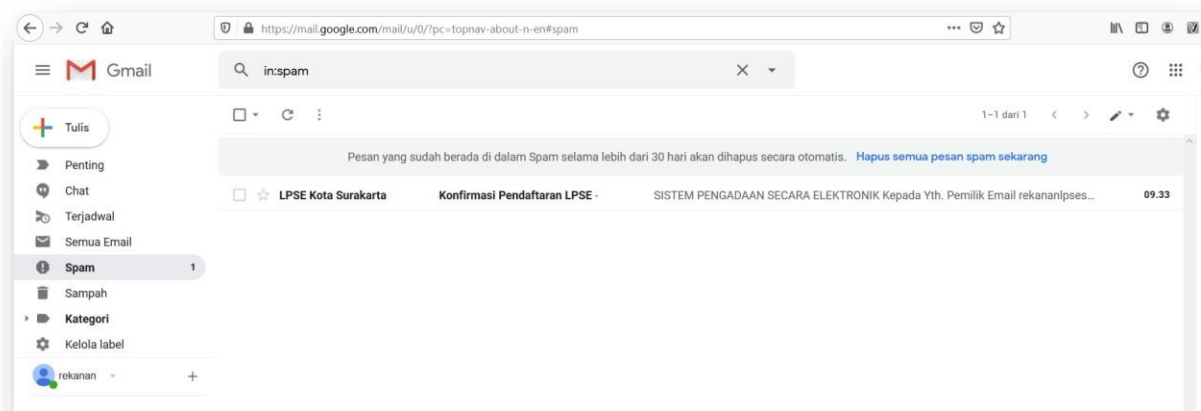 https://mail.google.com/mail/u/0/?pc=topnav-about-n-en#spam
Gmail
in:spam
Tulis
1–1 dari 1
Penting
Pesan yang sudah berada di dalam Spam selama lebih dari 30 hari akan dihapus secara otomatis. Hapus semua pesan spam sekarang
Chat
LPSE Kota Surakarta Konfirmasi Pendaftaran LPSE - SISTEM PENGADAAN SECARA ELEKTRONIK Kepada Yth. Pemilik Email rekananlpses... 09.33
Terjadwal
Semua Email
Spam 1
Sampah
Kategori
Kelola label
rekanan